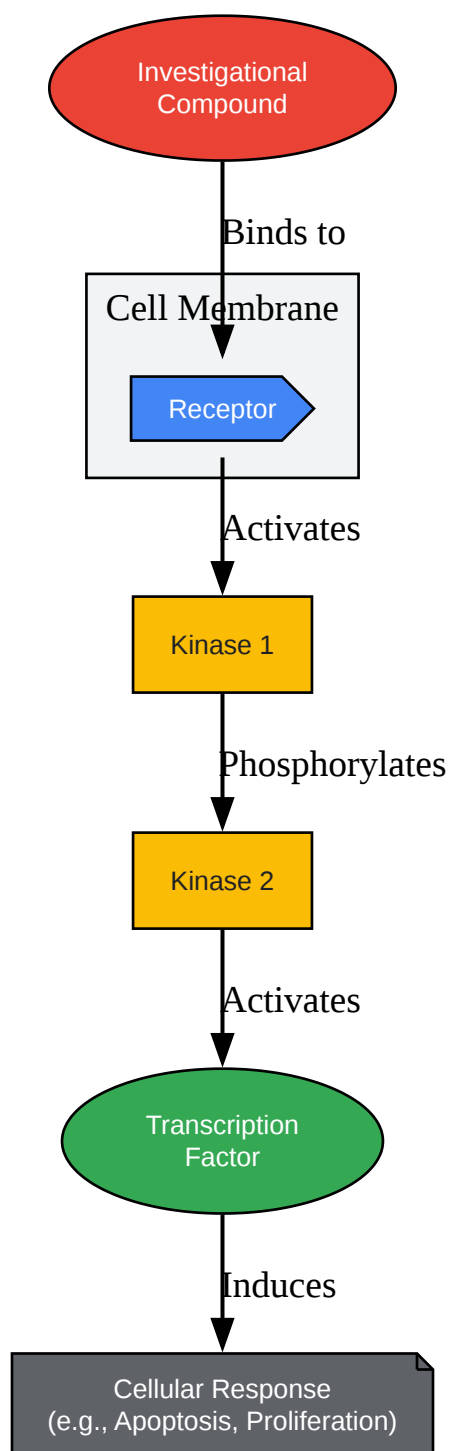 Investigational
Compound
Binds to
Cell Membrane
Receptor
Activates
Kinase 1
Phosphorylates
Kinase 2
Activates
Transcription
Factor
Induces
Cellular Response
(e.g., Apoptosis, Proliferation)